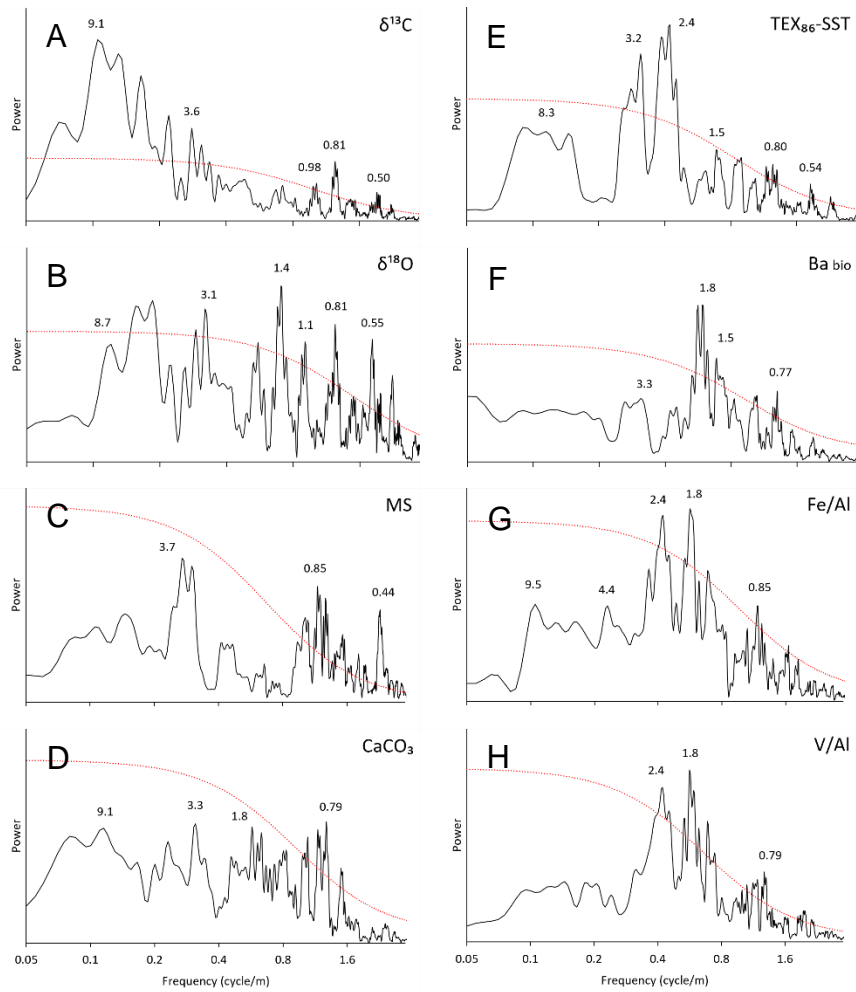 A
δ¹³C
9.1
3.6
0.98
0.81
0.50
Power
B
δ¹⁸O
8.7
3.1
1.4
1.1
0.81
0.55
Power
C
MS
3.7
0.85
0.44
Power
D
CaCO₃
9.1
3.3
1.8
0.79
Power
0.05 0.1 0.2 0.4 0.8 1.6
Frequency (cycle/m)
E
TEX₈₆-SST
8.3
3.2
2.4
1.5
0.80
0.54
Power
F
Ba bio
3.3
1.8
1.5
0.77
Power
G
Fe/Al
9.5
4.4
2.4
1.8
0.85
Power
H
V/Al
2.4
1.8
0.79
Power
0.05 0.1 0.2 0.4 0.8 1.6
Frequency (cycle/m)